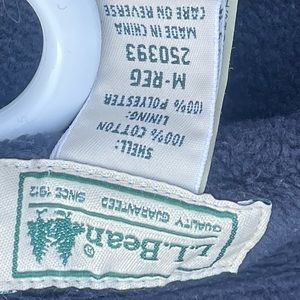 SHELL:
100% COTTON
LINING:
100% POLYESTER
M-REG
250393
MADE IN CHINA
CARE ON REVERSE
L.L.Bean®
QUALITY GUARANTEED
SINCE 1912